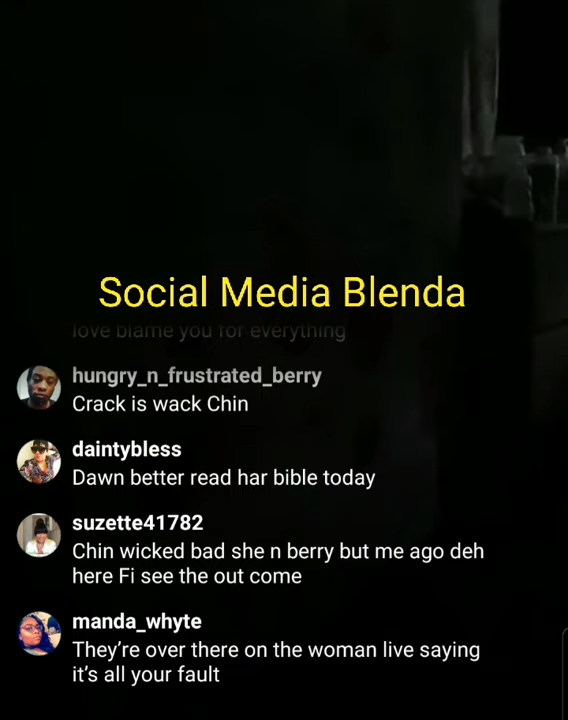 Social Media Blenda
love blame you for everything
hungry_n_frustrated_berry
Crack is wack Chin
daintybless
Dawn better read har bible today
suzette41782
Chin wicked bad she n berry but me ago deh
here Fi see the out come
manda_whyte
They're over there on the woman live saying
it's all your fault